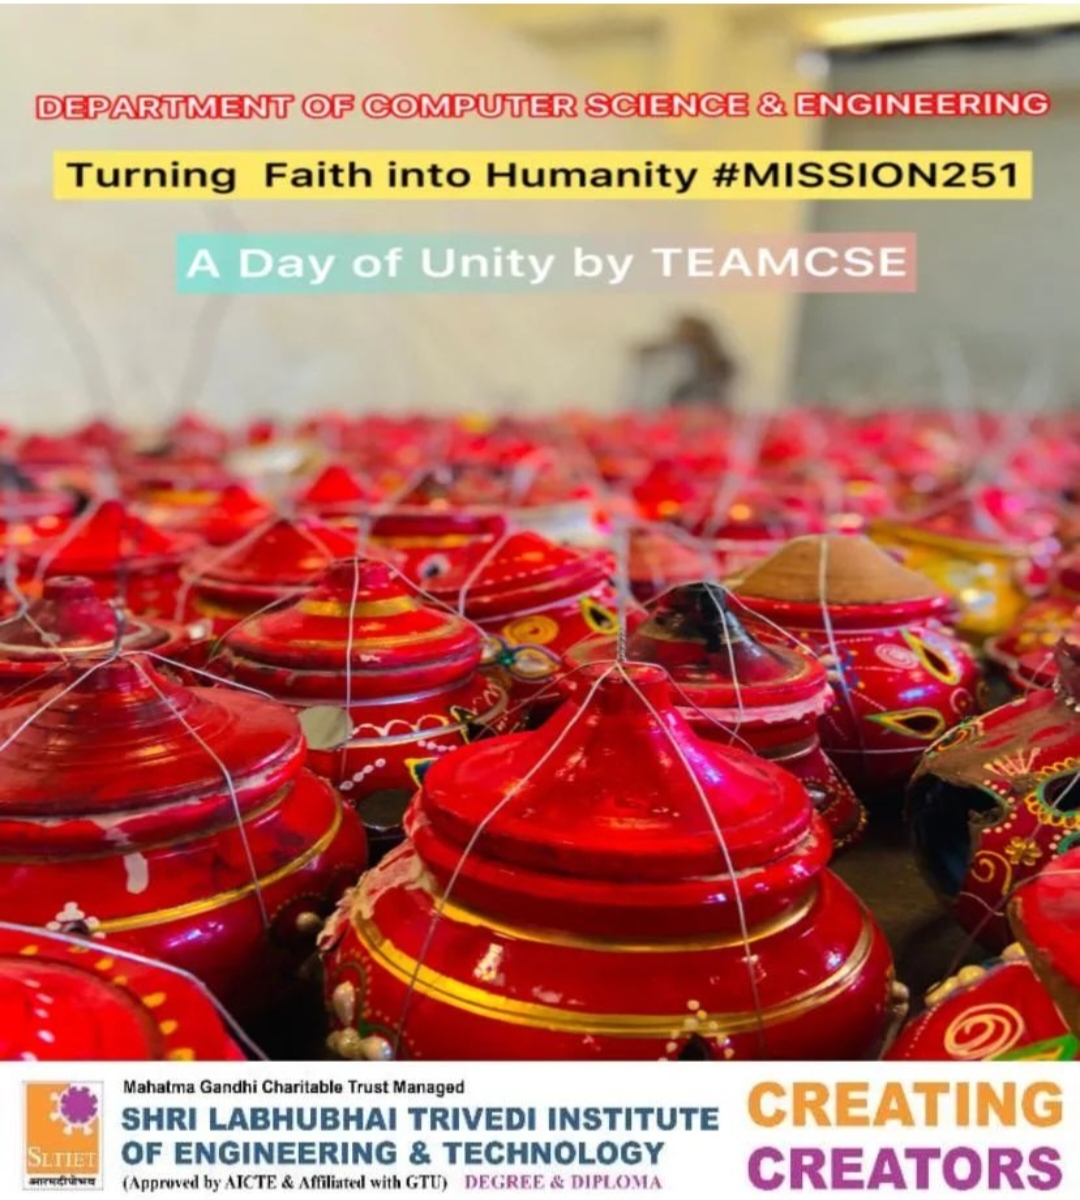 DEPARTMENT OF COMPUTER SCIENCE & ENGINEERING
Turning Faith into Humanity #MISSION251
A Day of Unity by TEAMCSE
Mahatma Gandhi Charitable Trust Managed
SHRI LABHUBHAI TRIVEDI INSTITUTE
OF ENGINEERING & TECHNOLOGY
(Approved by AICTE & Affiliated with GTU) DEGREE & DIPLOMA
SLTIET
CREATING
CREATORS